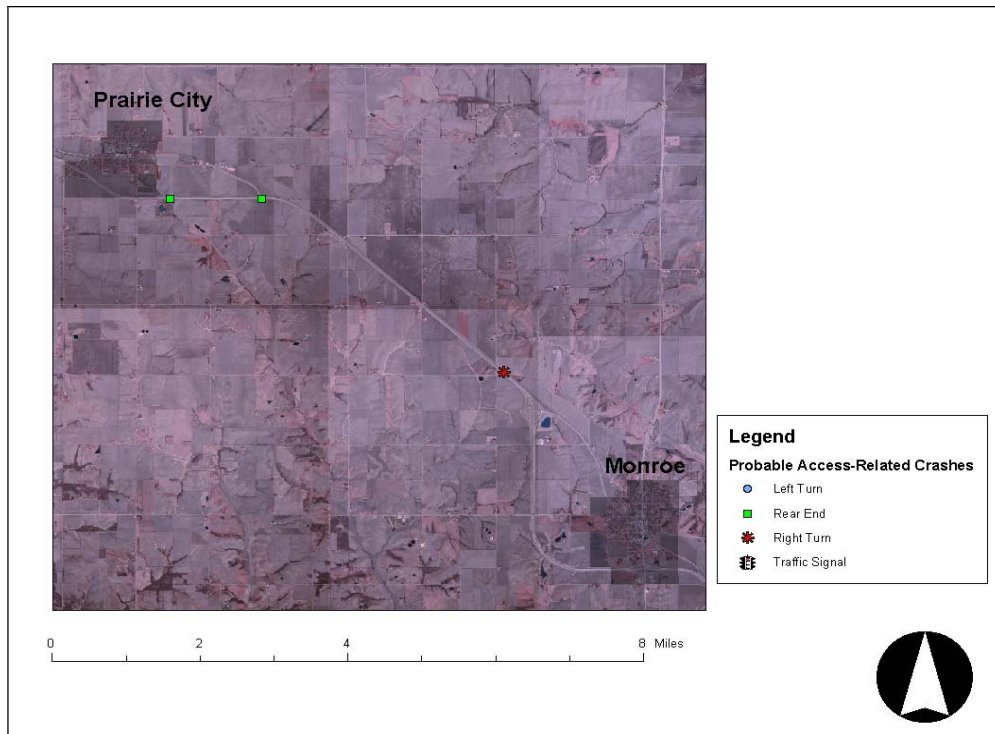 Prairie City
Monroe
Legend
Probable Access-Related Crashes
Left Turn
Rear End
Right Turn
Traffic Signal
0 2 4 8 Miles